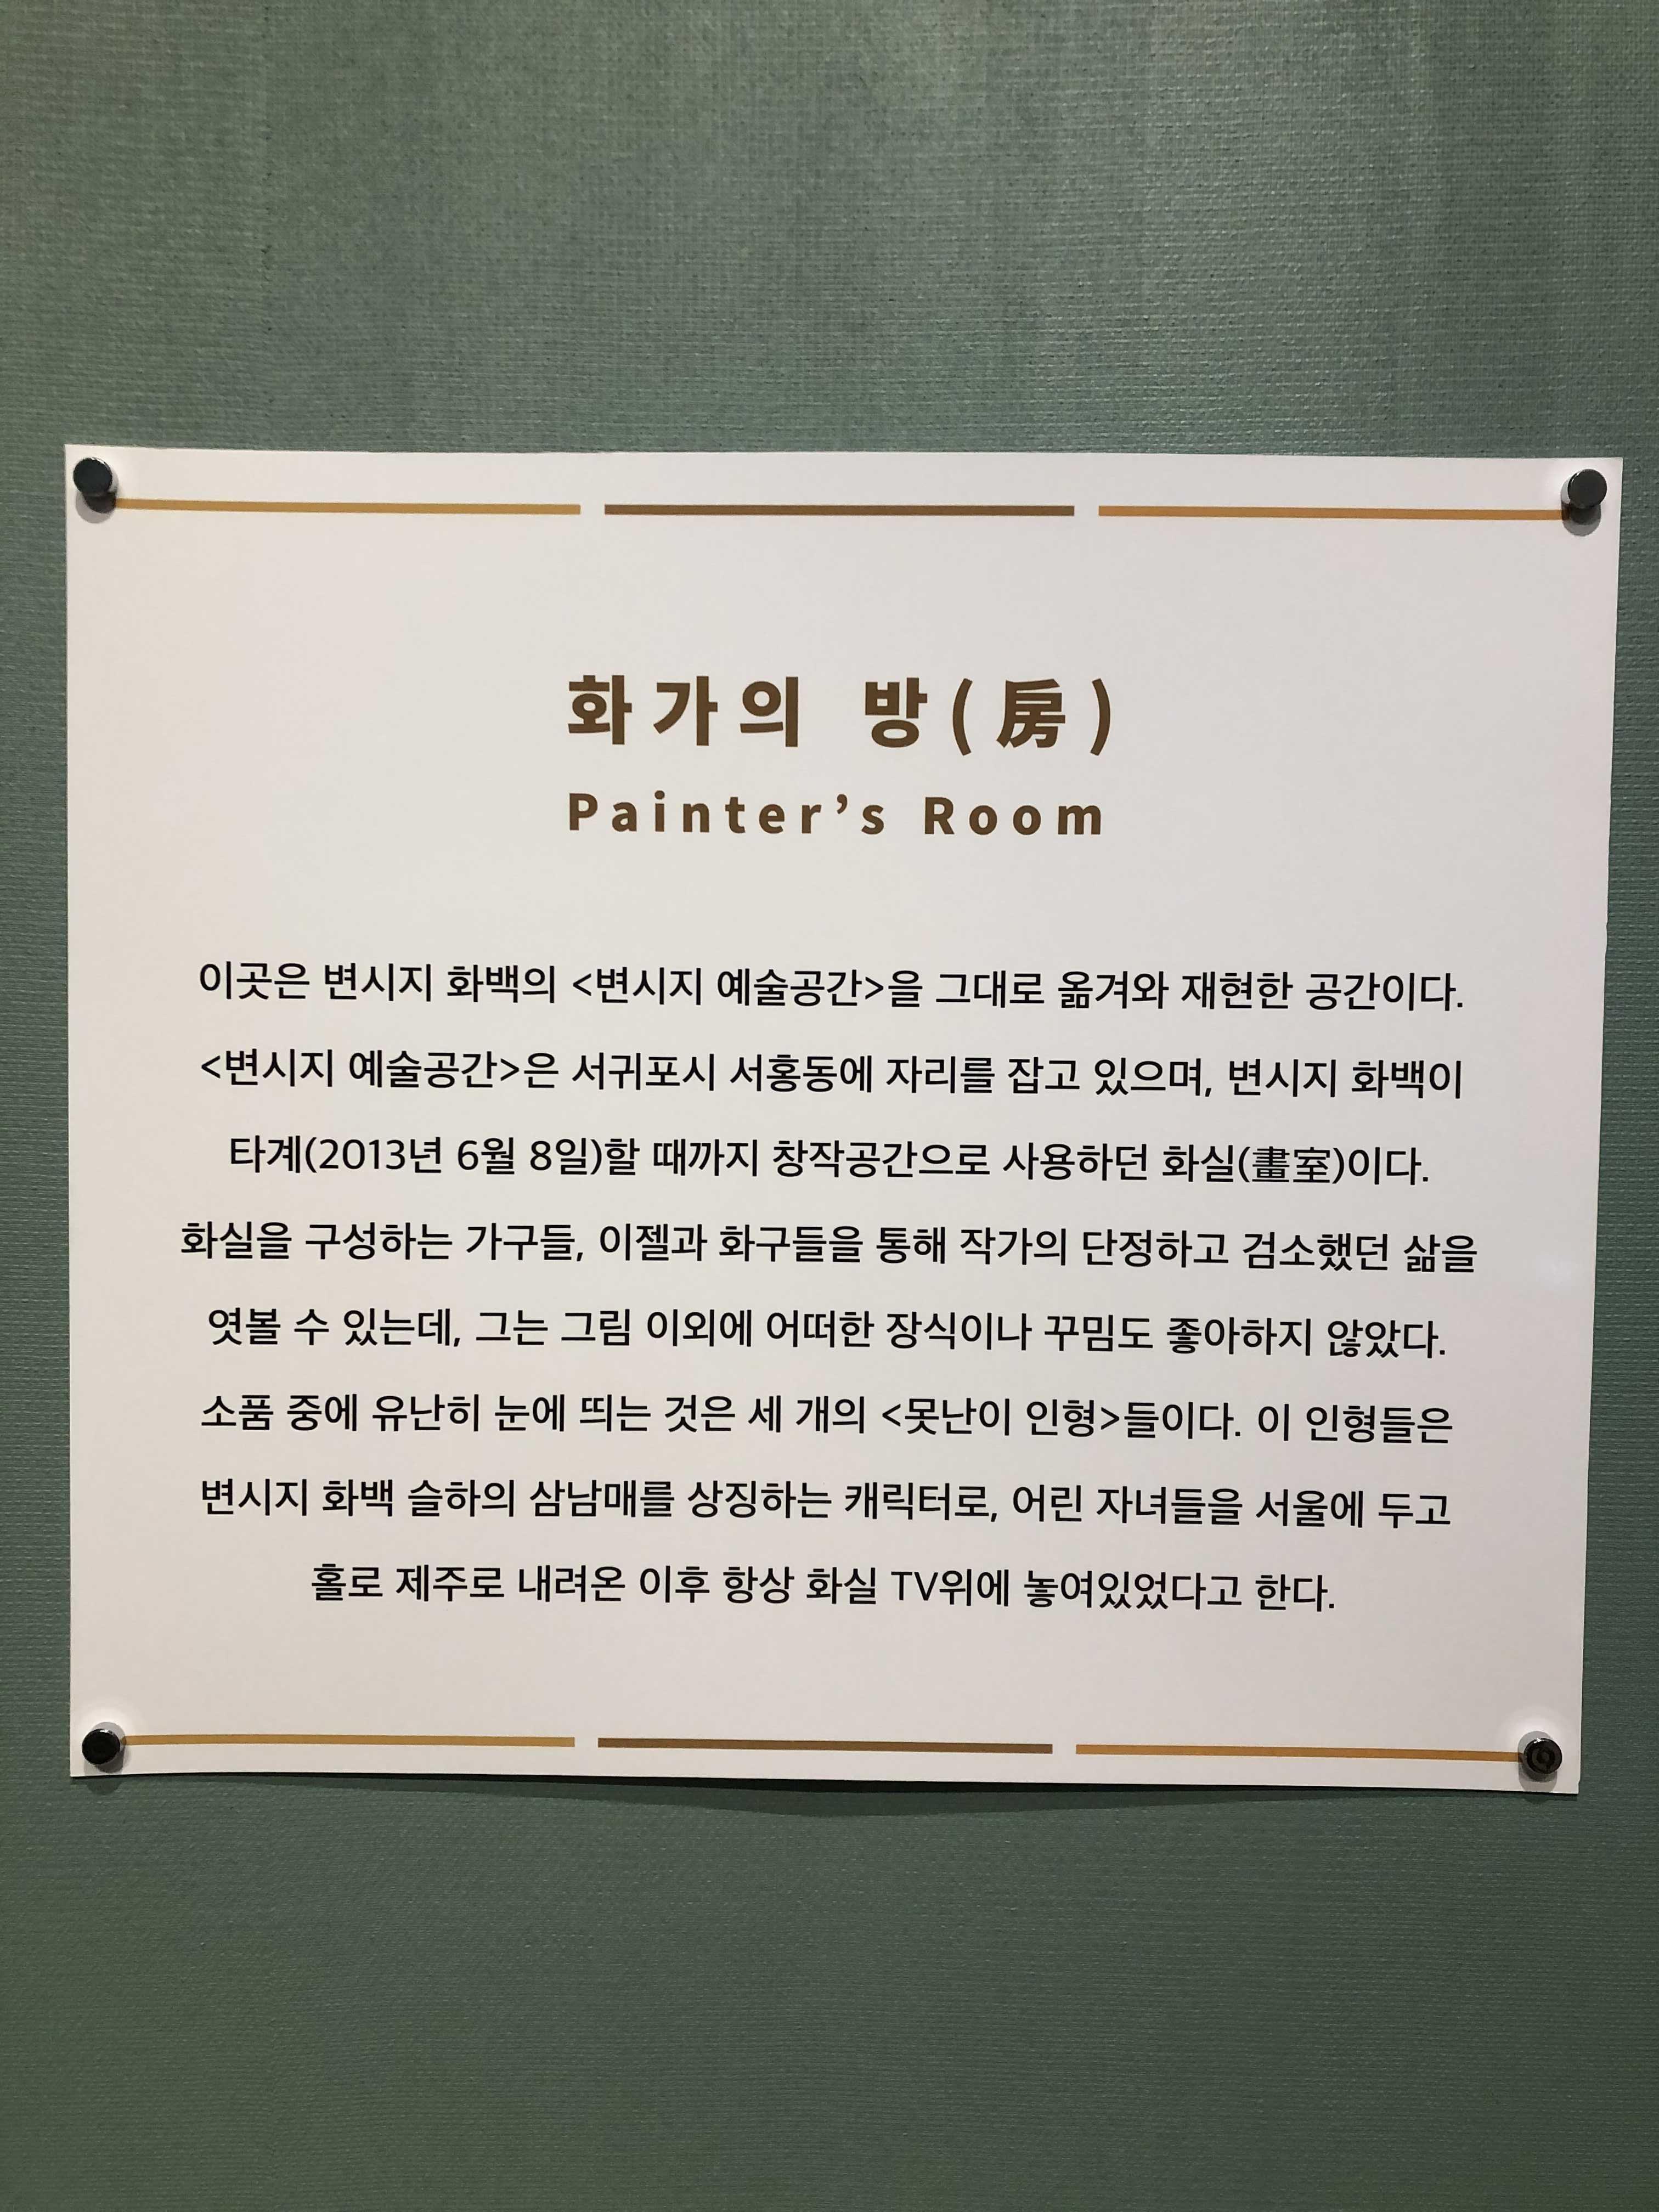 화가의 방(房)
Painter’s Room
이곳은 변시지 화백의 <변시지 예술공간>을 그대로 옮겨와 재현한 공간이다.
<변시지 예술공간>은 서귀포시 서홍동에 자리를 잡고 있으며, 변시지 화백이
타계(2013년 6월 8일)할 때까지 창작공간으로 사용하던 화실(畫室)이다.
화실을 구성하는 가구들, 이젤과 화구들을 통해 작가의 단정하고 검소했던 삶을
엿볼 수 있는데, 그는 그림 이외에 어떠한 장식이나 꾸밈도 좋아하지 않았다.
소품 중에 유난히 눈에 띄는 것은 세 개의 <못난이 인형>들이다. 이 인형들은
변시지 화백 슬하의 삼남매를 상징하는 캐릭터로, 어린 자녀들을 서울에 두고
홀로 제주로 내려온 이후 항상 화실 TV위에 놓여있었다고 한다.